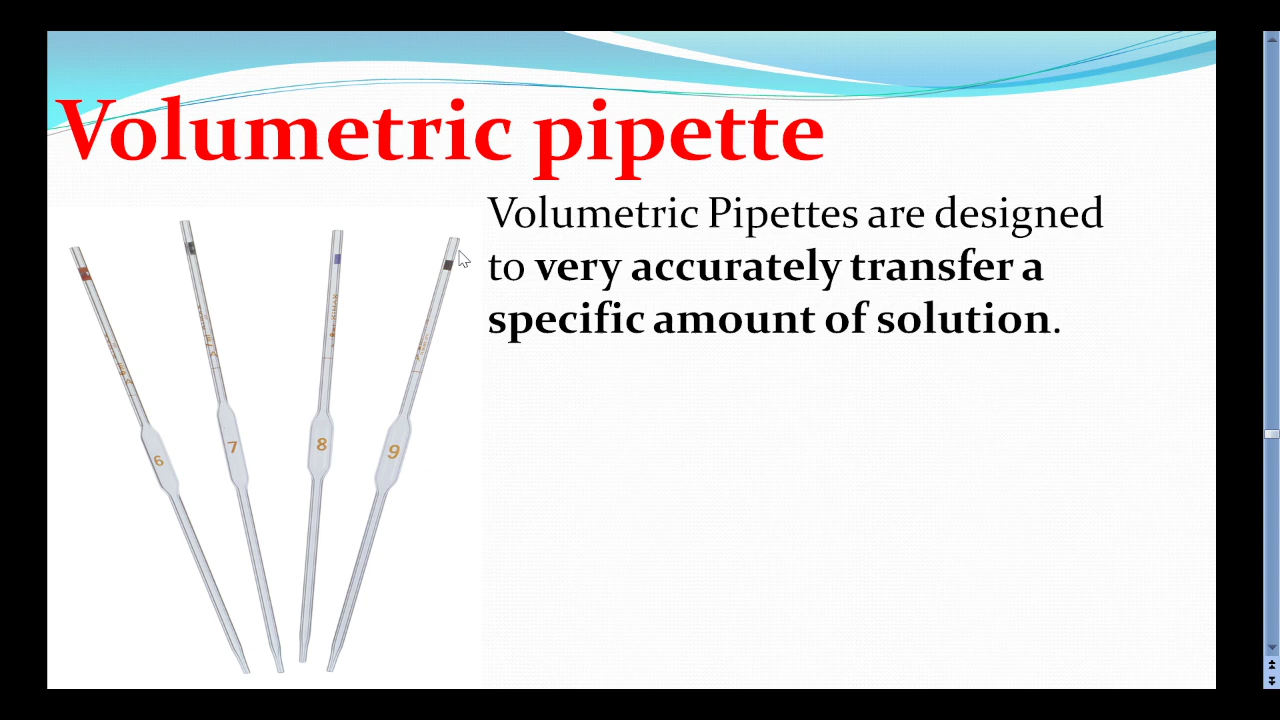 Volumetric pipette
Volumetric Pipettes are designed
to very accurately transfer a
specific amount of solution.
6
7
8
9